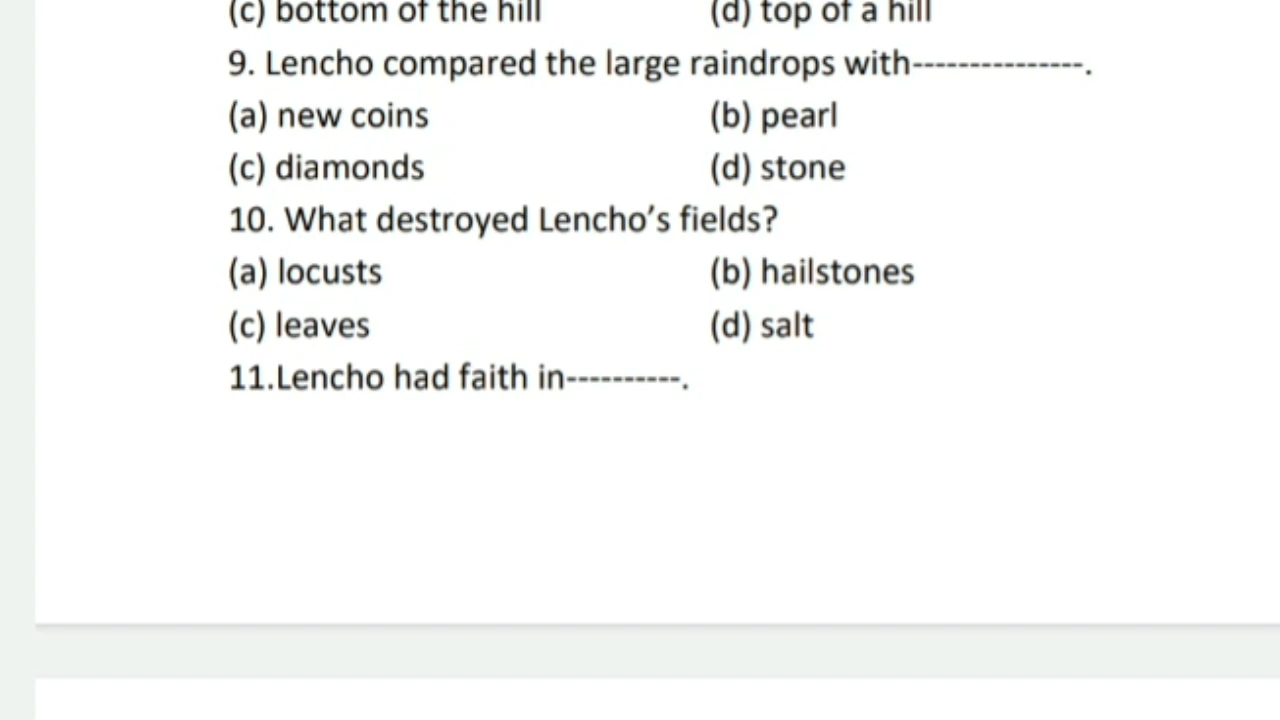 (c) bottom of the hill (d) top of a hill
9. Lencho compared the large raindrops with---------------.
(a) new coins (b) pearl
(c) diamonds (d) stone
10. What destroyed Lencho’s fields?
(a) locusts (b) hailstones
(c) leaves (d) salt
11.Lencho had faith in----------.